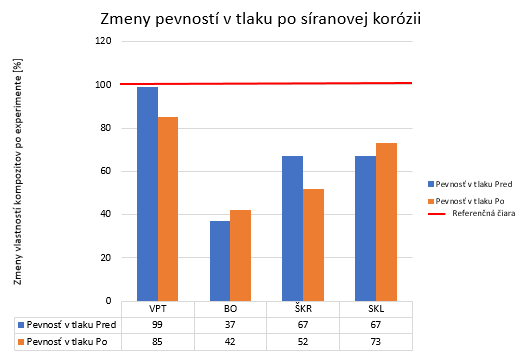 Zmeny pevností v tlaku po síranovej korózii
Zmeny vlastností kompozitov po experimente [%]
120
100
80
60
40
20
0
VPT BO ŠKR SKL
Pevnosť v tlaku Pred 99 37 67 67
Pevnosť v tlaku Po 85 42 52 73
Pevnosť v tlaku Pred
Pevnosť v tlaku Po
Referenčná čiara